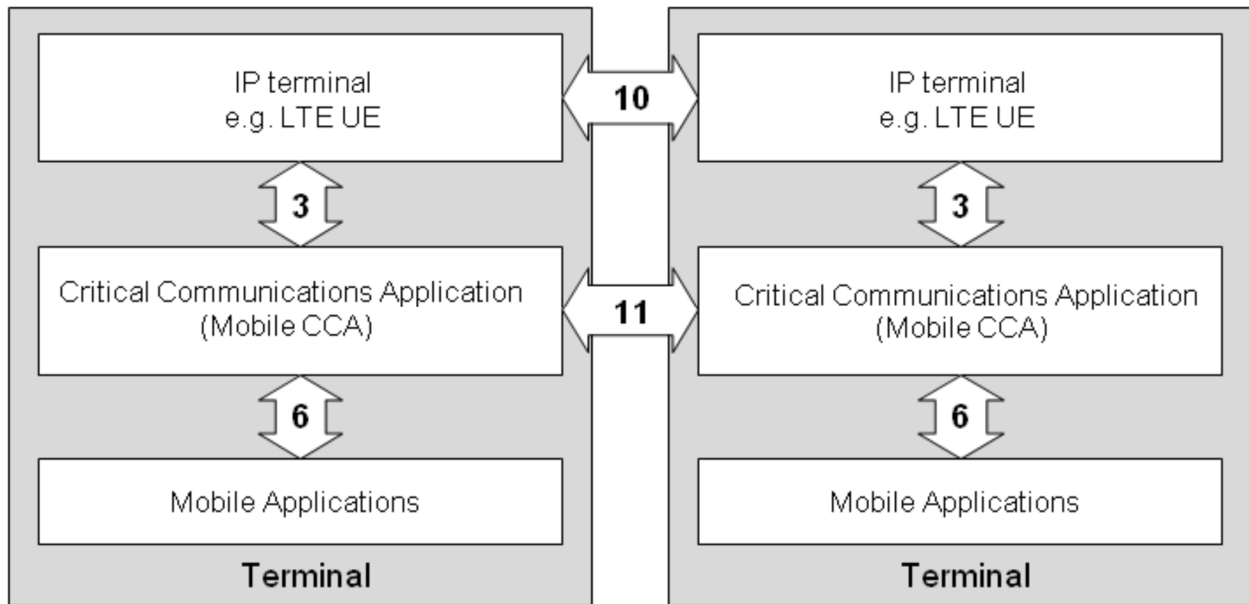 IP terminal
e.g. LTE UE
3
Critical Communications Application
(Mobile CCA)
6
Mobile Applications
Terminal
10
11
IP terminal
e.g. LTE UE
3
Critical Communications Application
(Mobile CCA)
6
Mobile Applications
Terminal